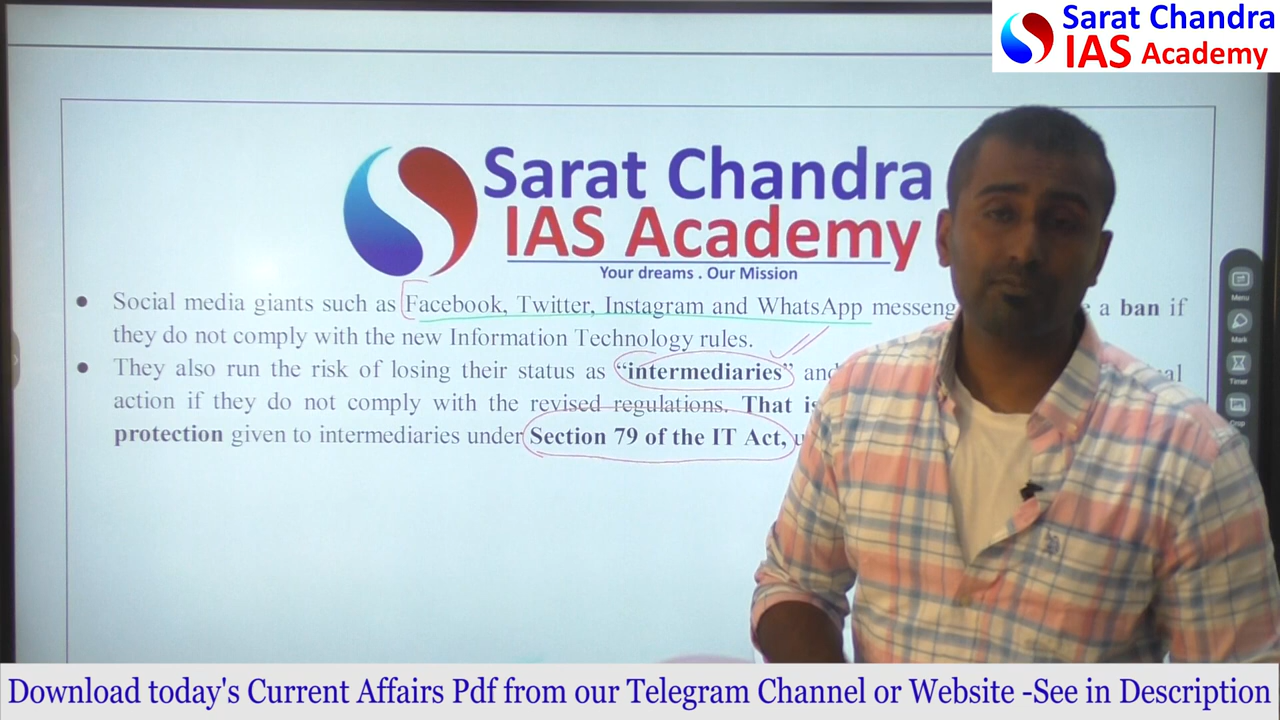 Sarat Chandra
IAS Academy
Sarat Chandra
IAS Academy
Your dreams . Our Mission
● Social media giants such as Facebook, Twitter, Instagram and WhatsApp messeng a ban if
they do not comply with the new Information Technology rules.
● They also run the risk of losing their status as “intermediaries” and
action if they do not comply with the revised regulations. That is
protection given to intermediaries under Section 79 of the IT Act,
Menu
Mark
Timer
Crop
Download today's Current Affairs Pdf from our Telegram Channel or Website -See in Description